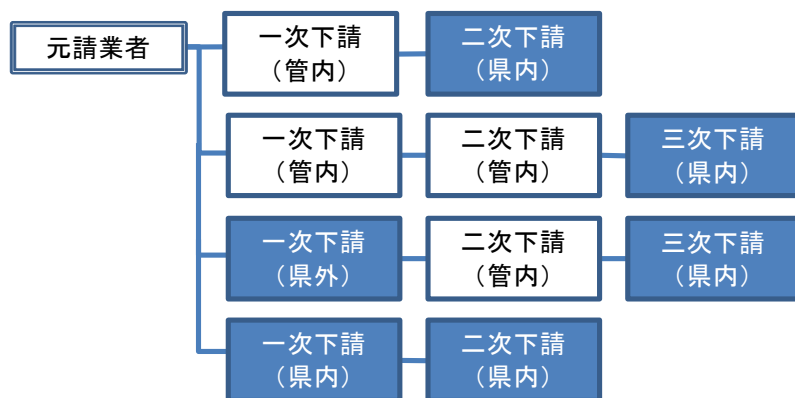 元請業者
一次下請
（管内）
二次下請
（県内）
一次下請
（管内）
二次下請
（管内）
三次下請
（県内）
一次下請
（県外）
二次下請
（管内）
三次下請
（県内）
一次下請
（県内）
二次下請
（県内）